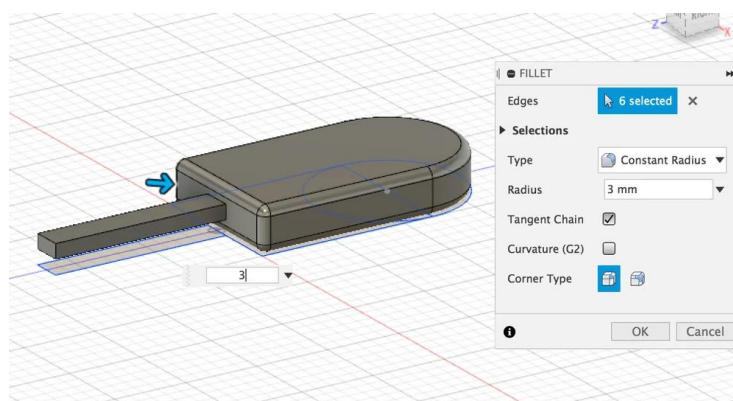 Z
RIGHT
X
FILLET
Edges
6 selected
Selections
Type
Constant Radius
Radius
3 mm
Tangent Chain
Curvature (G2)
Corner Type
3
OK
Cancel